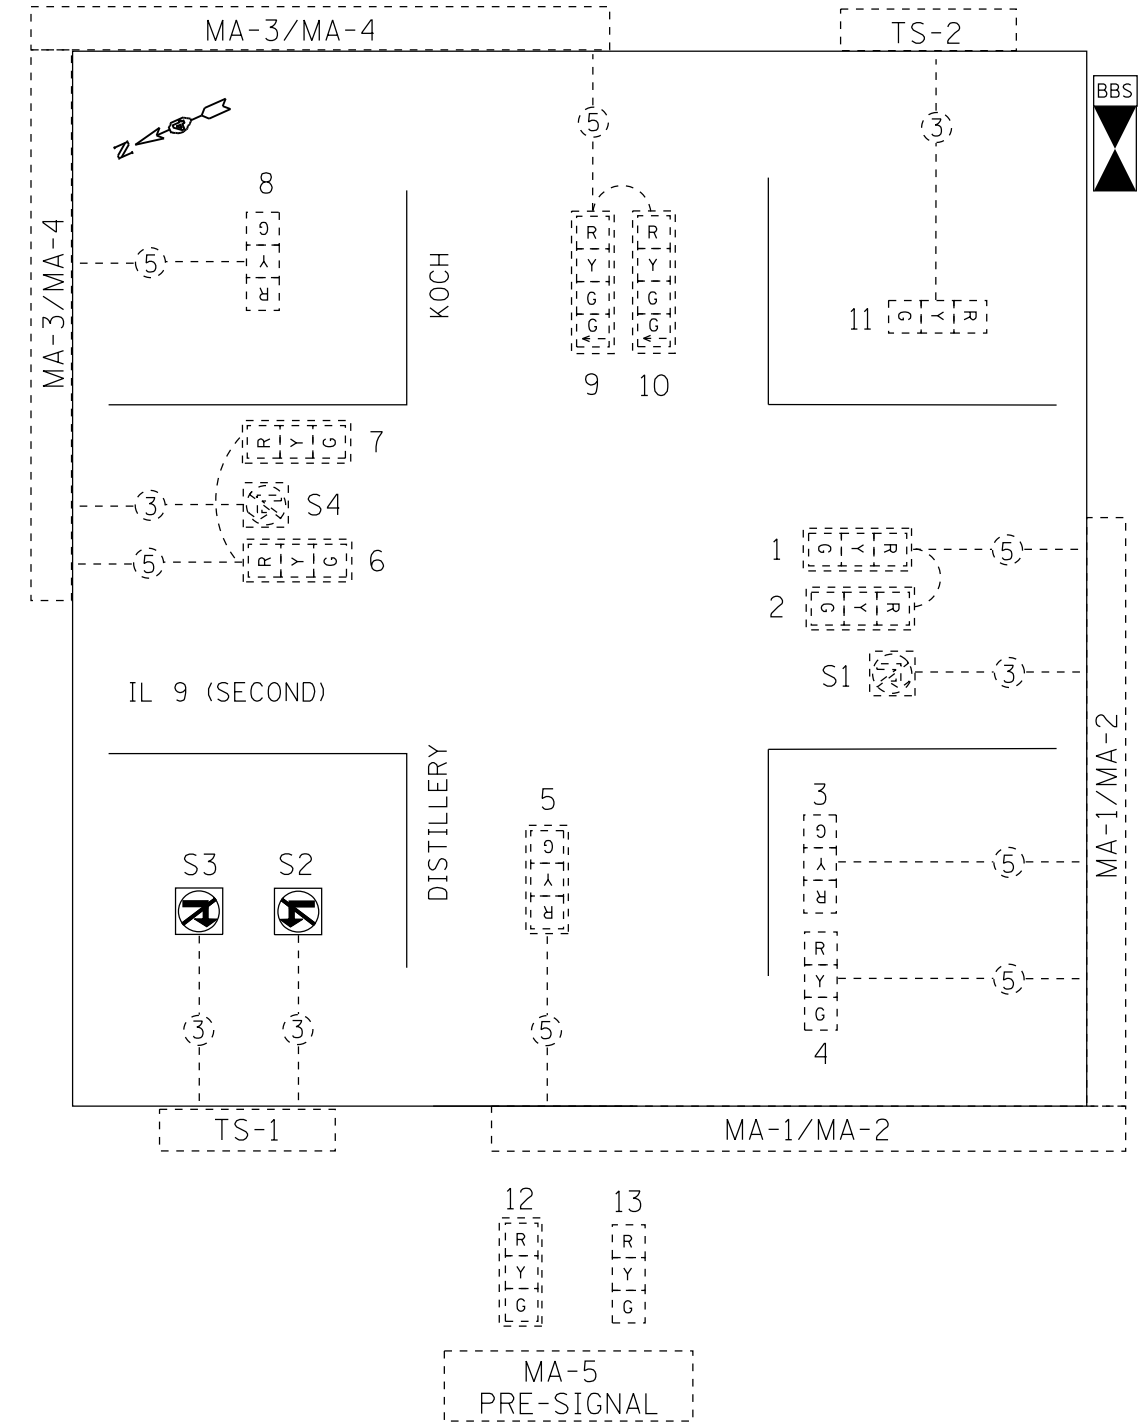 MA-3/MA-4
TS-2
BBS
5
3
N
8
G
Y
R
5
MA-3/MA-4
KOCH
R
Y
G
G
9
R
Y
G
G
10
11
G Y R
R Y G
7
3
S4
5
R Y G
6
1
G Y R
5
2
G Y R
S1
3
IL 9 (SECOND)
MA-1/MA-2
DISTILLERY
5
G
Y
R
5
3
G
Y
R
5
R
Y
G
4
5
S3
S2
3
3
TS-1
MA-1/MA-2
12
R
Y
G
13
R
Y
G
MA-5
PRE-SIGNAL